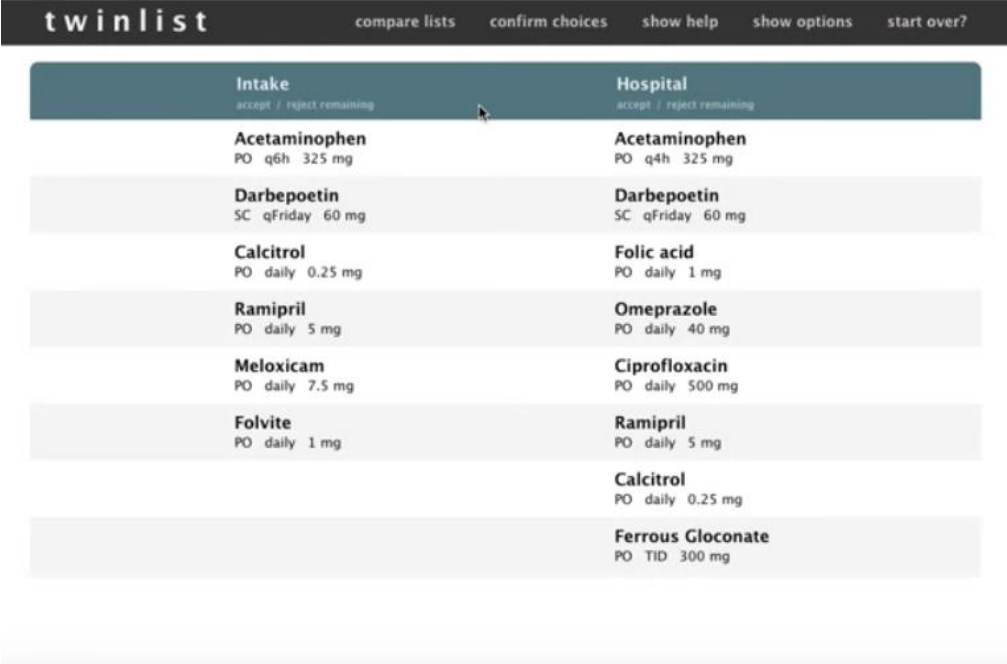 twinlist compare lists confirm choices show help show options start over?
Intake Hospital
accept / reject remaining accept / reject remaining
Acetaminophen Acetaminophen
PO q6h 325 mg PO q4h 325 mg
Darbepoetin Darbepoetin
SC qFriday 60 mg SC qFriday 60 mg
Calcitrol Folic acid
PO daily 0.25 mg PO daily 1 mg
Ramipril Omeprazole
PO daily 5 mg PO daily 40 mg
Meloxicam Ciprofloxacin
PO daily 7.5 mg PO daily 500 mg
Folvite Ramipril
PO daily 1 mg PO daily 5 mg
Calcitrol
PO daily 0.25 mg
Ferrous Gloconate
PO TID 300 mg